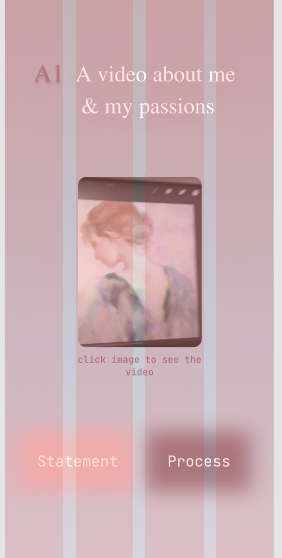 A1 A video about me
& my passions
click image to see the
video
Statement
Process